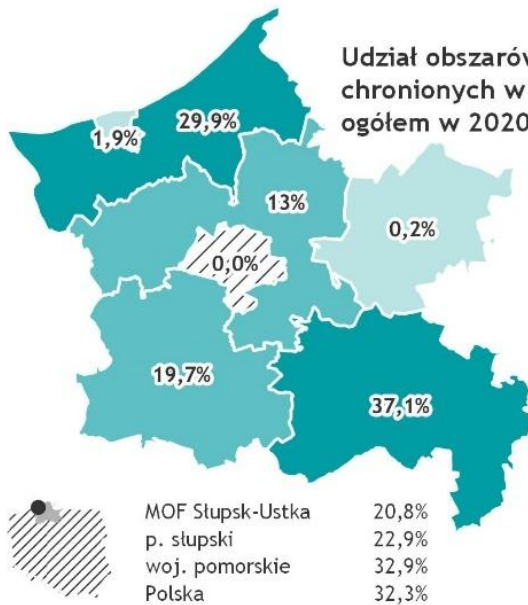 Udział obszarów
chronionych w
ogółem w 2020
1,9%
29,9%
13%
0,2%
0,0%
19,7%
37,1%
MOF Słupsk-Ustka 20,8%
p. słupski 22,9%
woj. pomorskie 32,9%
Polska 32,3%